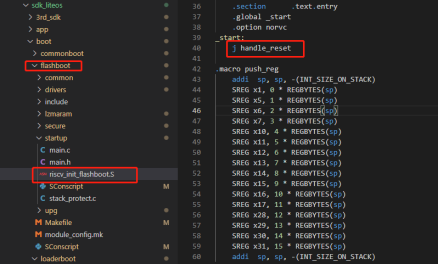 sdk_liteos
3rd_sdk
app
boot
commonboot
flashboot
common
drivers
include
lzmaram
secure
startup
main.c
main.h
riscv_init_flashboot.S
SConscript M
stack_protect.c
upg
Makefile M
module_config.mk
SConscript M
loaderboot
36 .section .text.entry
38 .global _start
.option norvc
39 _start:
40 j handle_reset
41
42 .macro push_reg
43 addi sp, sp, -(INT_SIZE_ON_STACK)
44 SREG x1, 0 * REGBYTES(sp)
45 SREG x5, 1 * REGBYTES(sp)
46 SREG x6, 2 * REGBYTES(sp)
47 SREG x7, 3 * REGBYTES(sp)
48 SREG x10, 4 * REGBYTES(sp)
49 SREG x11, 5 * REGBYTES(sp)
50 SREG x12, 6 * REGBYTES(sp)
51 SREG x13, 7 * REGBYTES(sp)
52 SREG x14, 8 * REGBYTES(sp)
53 SREG x15, 9 * REGBYTES(sp)
54 SREG x16, 10 * REGBYTES(sp)
55 SREG x17, 11 * REGBYTES(sp)
56 SREG x28, 12 * REGBYTES(sp)
57 SREG x29, 13 * REGBYTES(sp)
58 SREG x30, 14 * REGBYTES(sp)
59 SREG x31, 15 * REGBYTES(sp)
60 addi sp, sp, -(INT_SIZE_ON_STACK)